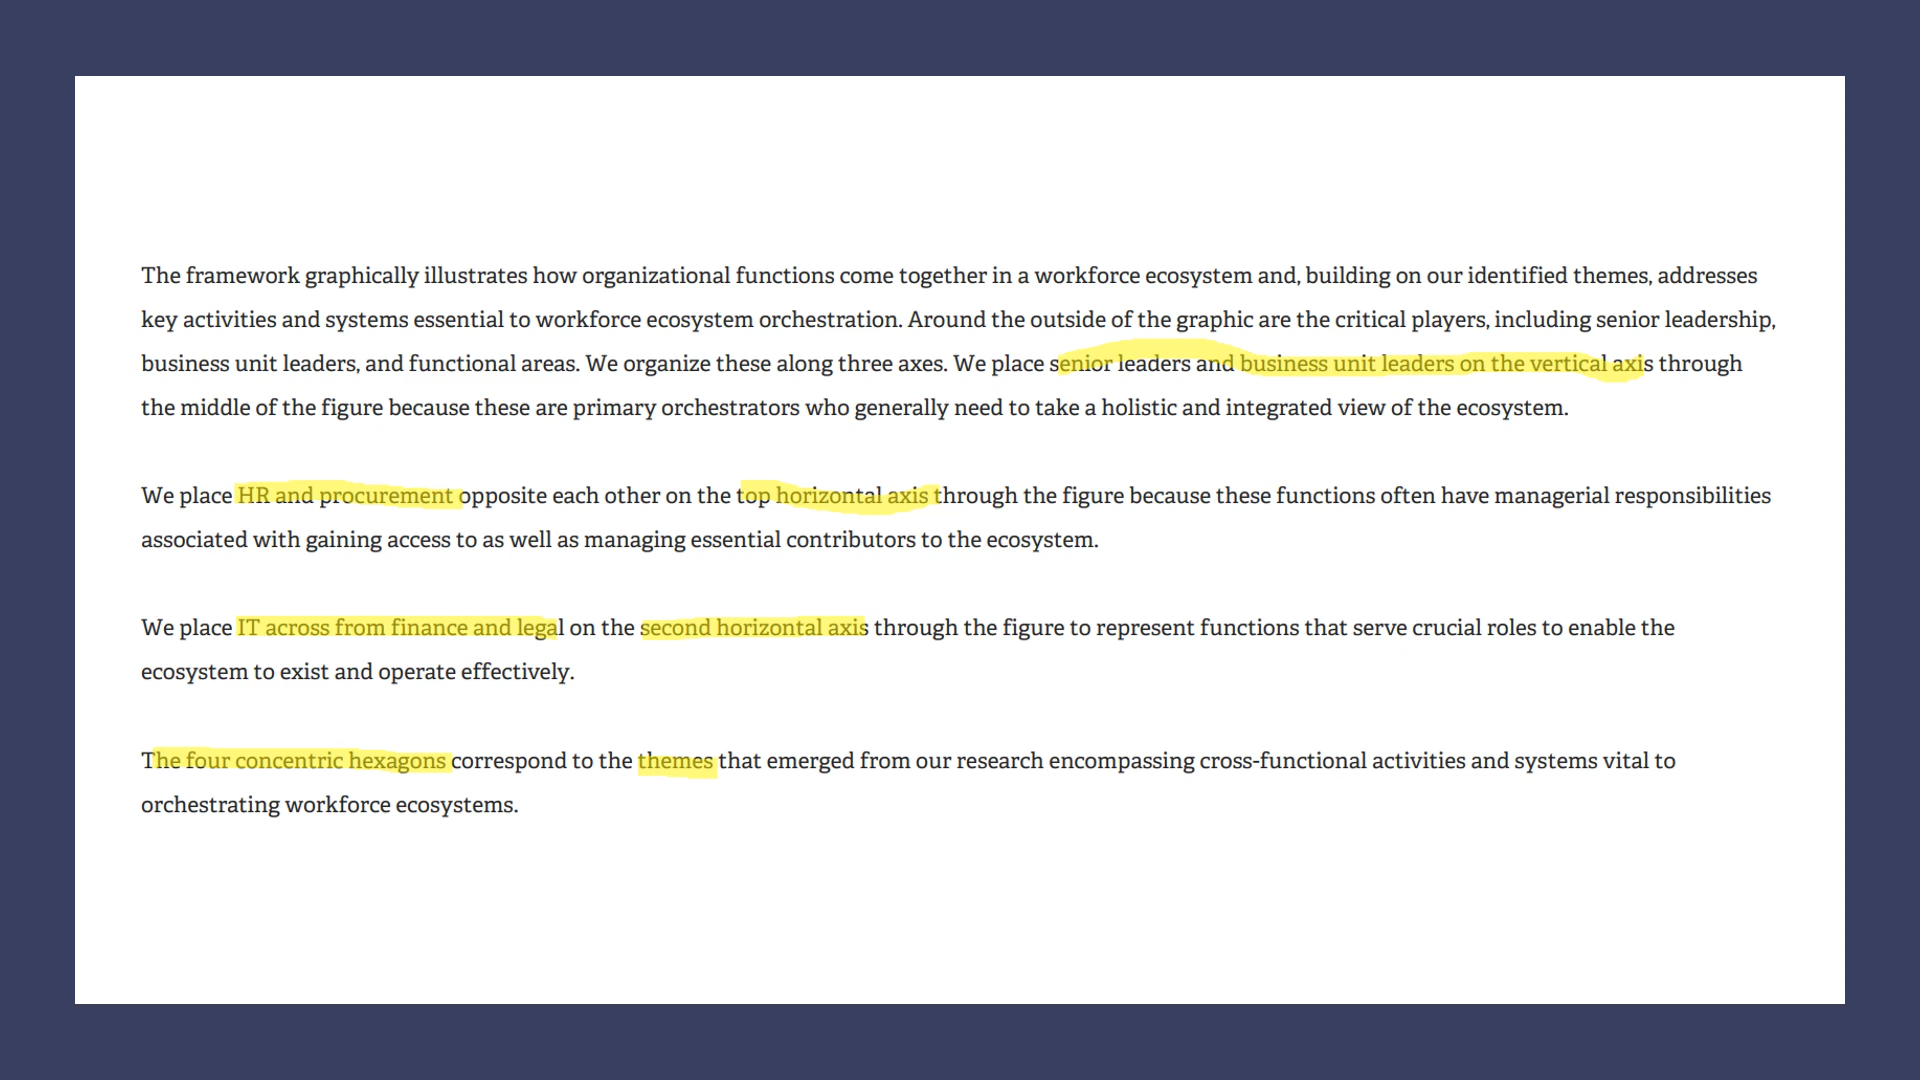 The framework graphically illustrates how organizational functions come together in a workforce ecosystem and, building on our identified themes, addresses
key activities and systems essential to workforce ecosystem orchestration. Around the outside of the graphic are the critical players, including senior leadership,
business unit leaders, and functional areas. We organize these along three axes. We place senior leaders and business unit leaders on the vertical axis through
the middle of the figure because these are primary orchestrators who generally need to take a holistic and integrated view of the ecosystem.
We place HR and procurement opposite each other on the top horizontal axis through the figure because these functions often have managerial responsibilities
associated with gaining access to as well as managing essential contributors to the ecosystem.
We place IT across from finance and legal on the second horizontal axis through the figure to represent functions that serve crucial roles to enable the
ecosystem to exist and operate effectively.
The four concentric hexagons correspond to the themes that emerged from our research encompassing cross-functional activities and systems vital to
orchestrating workforce ecosystems.